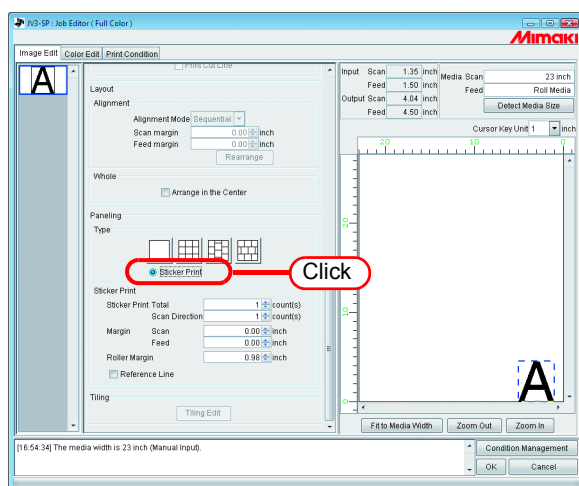 JV3-SP : Job Editor ( Full Color )
Mimaki
Image Edit Color Edit Print Condition
A
Print Cut Line
Layout
Alignment
Alignment Mode Sequential
Scan margin 0.00 inch
Feed margin 0.00 inch
Rearrange
Whole
Arrange in the Center
Paneling
Type
Sticker Print
Click
Sticker Print
Sticker Print Total 1 count(s)
Scan Direction 1 count(s)
Margin Scan 0.00 inch
Feed 0.00 inch
Roller Margin 0.98 inch
Reference Line
Tiling
Tiling Edit
Input Scan 1.35 inch Media Scan 23 inch
Feed 1.50 inch Feed Roll Media
Output Scan 4.04 inch
Feed 4.50 inch
Detect Media Size
Cursor Key Unit 1 inch
20 10 0
20
10
0
A
Fit to Media Width Zoom Out Zoom In
[16:54:34] The media width is 23 inch (Manual Input).
Condition Management
OK Cancel